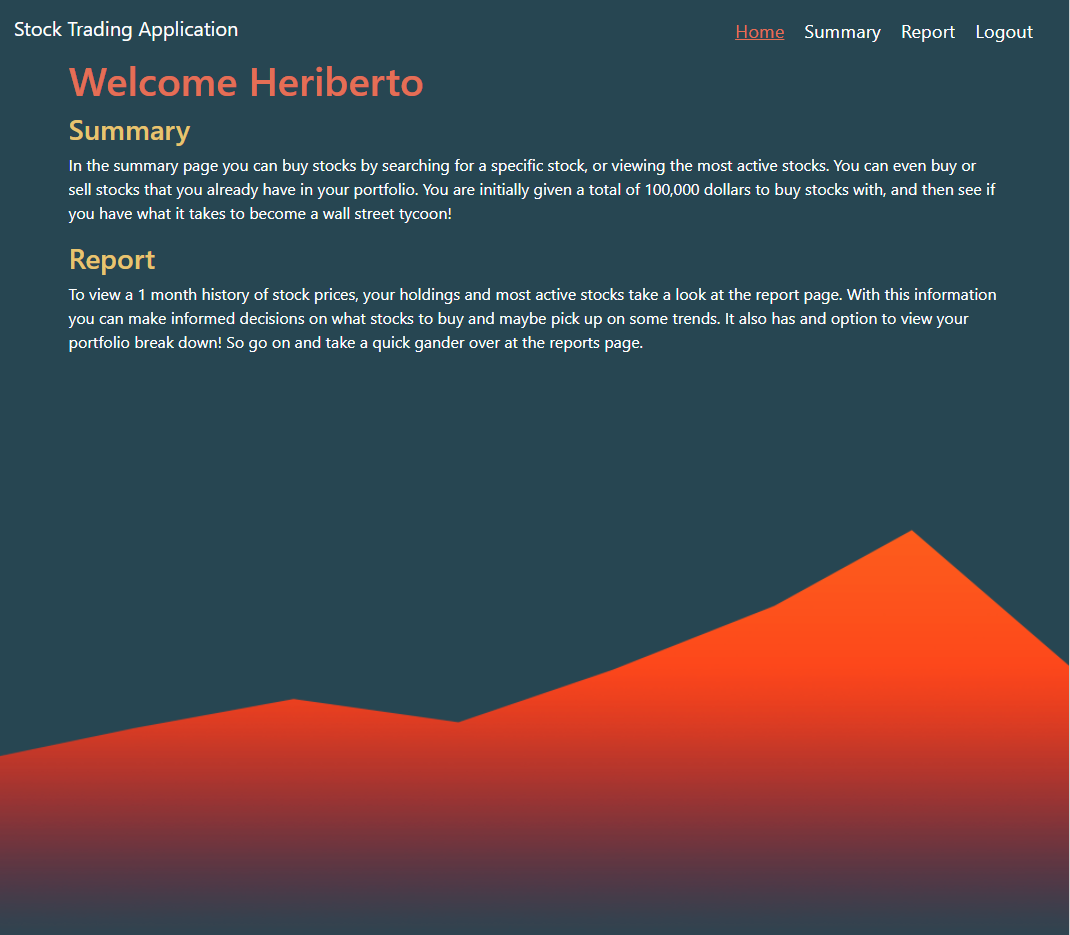 Stock Trading Application
Home Summary Report Logout
Welcome Heriberto
Summary
In the summary page you can buy stocks by searching for a specific stock, or viewing the most active stocks. You can even buy or
sell stocks that you already have in your portfolio. You are initially given a total of 100,000 dollars to buy stocks with, and then see if
you have what it takes to become a wall street tycoon!
Report
To view a 1 month history of stock prices, your holdings and most active stocks take a look at the report page. With this information
you can make informed decisions on what stocks to buy and maybe pick up on some trends. It also has and option to view your
portfolio break down! So go on and take a quick gander over at the reports page.